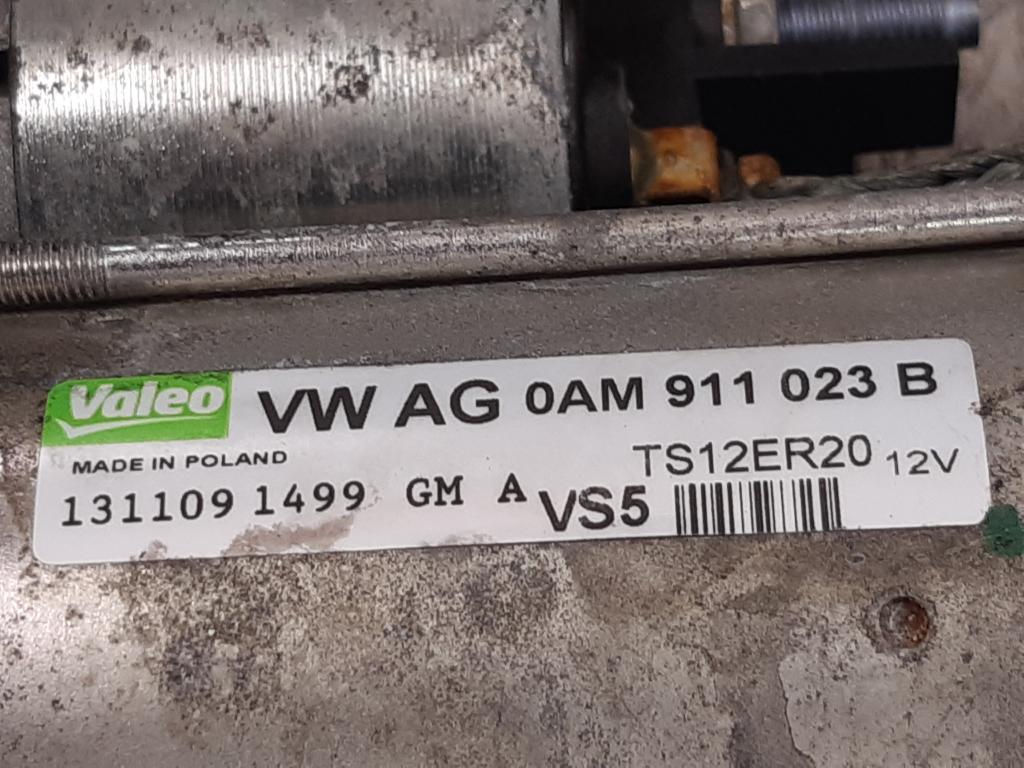 Valeo VW AG 0AM 911 023 B
MADE IN POLAND TS12ER20 12V
131109 1499 GM A VS5